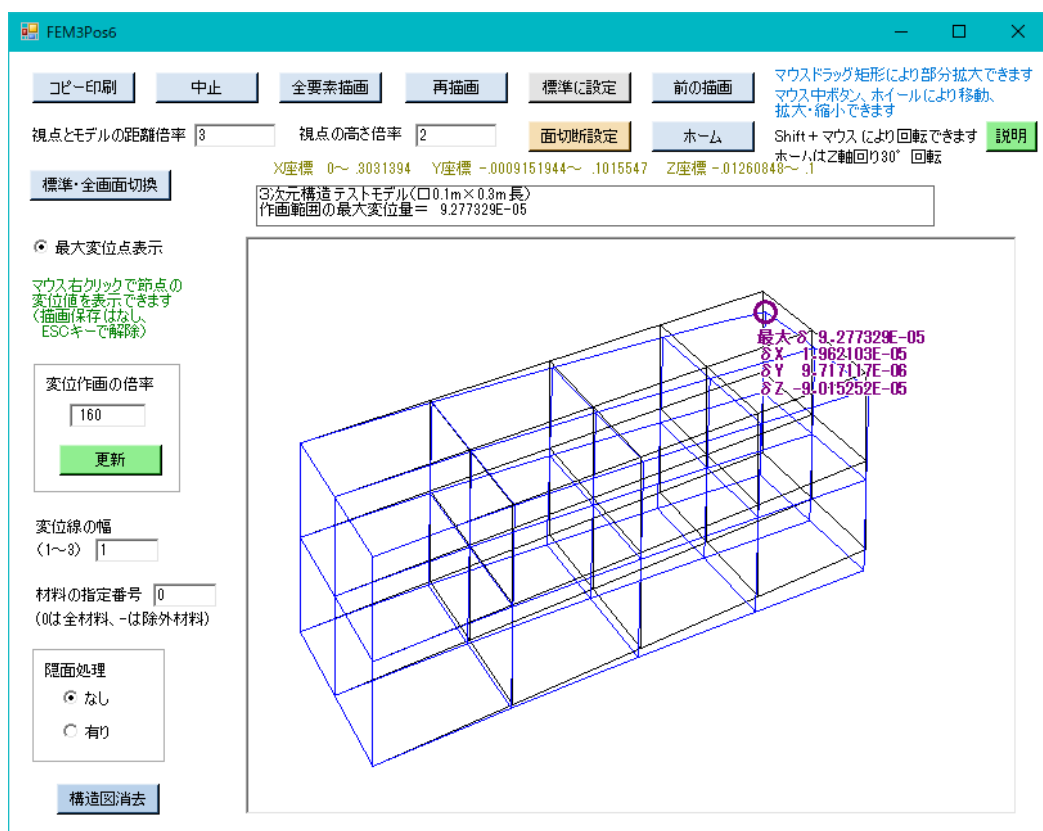 FEM3Pos6
コピー印刷 中止 全要素描画 再描画 標準に設定 前の描画
マウスドラッグ矩形により部分拡大できます
マウス中ボタン、ホイールにより移動、
拡大・縮小できます
視点とモデルの距離倍率 3 視点の高さ倍率 2 面切断設定 ホーム
Shift+マウス により回転できます 説明
ホームはZ軸回り30° 回転
標準・全画面切換
X座標 0～ .3031394 Y座標 -.0009151944～ .1015547 Z座標 -.01260848～ .1
3次元構造テストモデル(口0.1m×0.3m長)
作画範囲の最大変位量＝ 9.277329E-05
最大変位点表示
マウス右クリックで節点の
変位値を表示できます
(描画保存はなし、
ESCキーで解除)
最大 δ 9.277329E-05
δX 1.962103E-05
δY 9.717117E-06
δZ -9.015252E-05
変位作画の倍率
160
更新
変位線の幅
(1～3) 1
材料の指定番号 0
(0は全材料、-は除外材料)
隠面処理
なし
有り
構造図消去